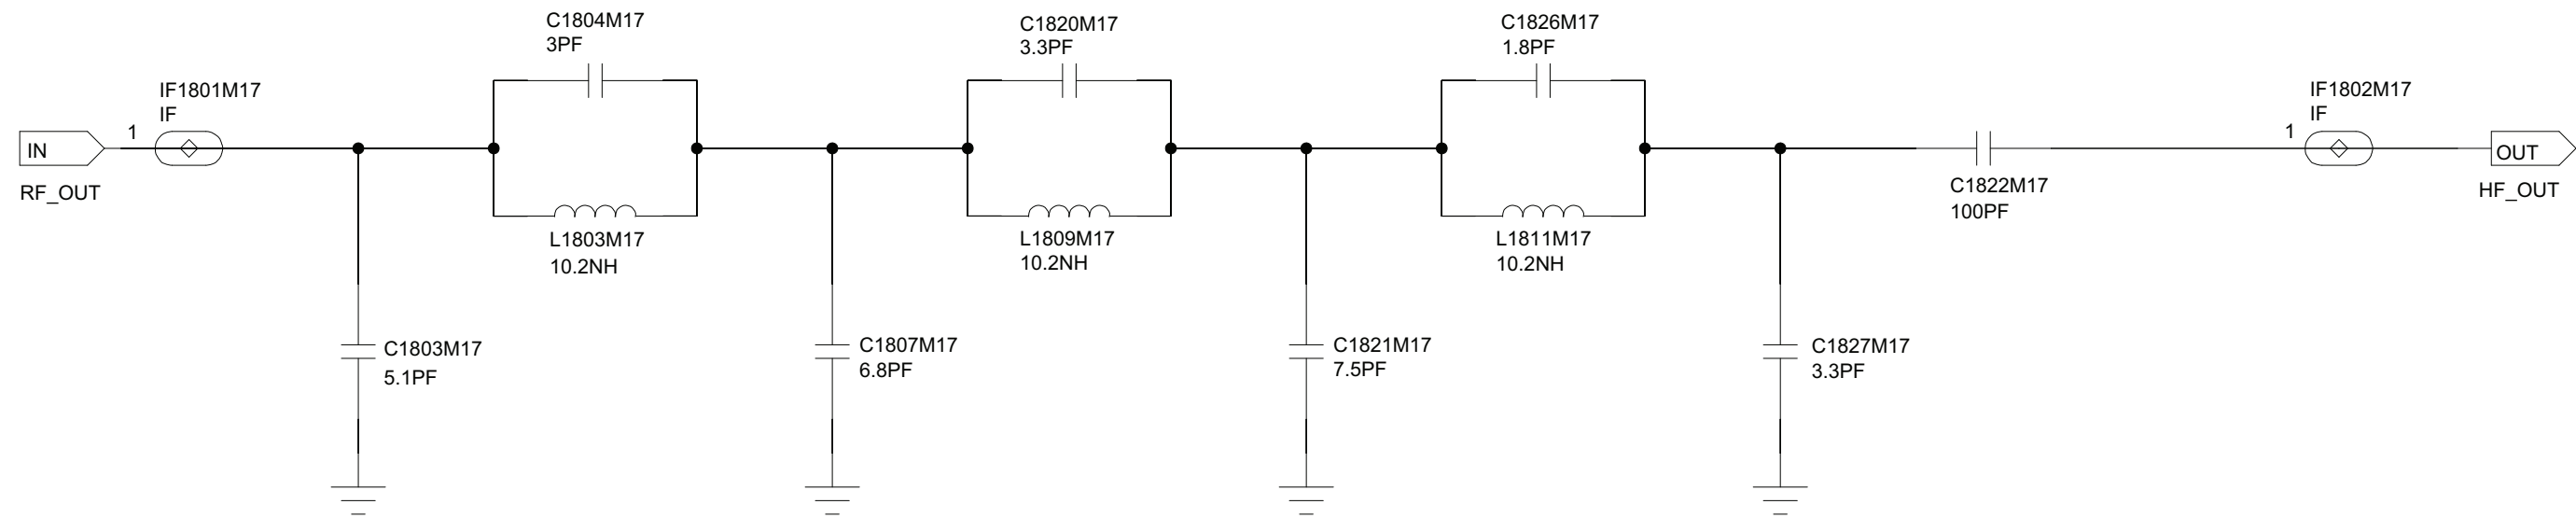 C1804M17
3PF
C1820M17
3.3PF
C1826M17
1.8PF
IF1801M17
IF
IF1802M17
IF
1
1
IN
OUT
RF_OUT
HF_OUT
C1822M17
100PF
L1803M17
10.2NH
L1809M17
10.2NH
L1811M17
10.2NH
C1803M17
5.1PF
C1807M17
6.8PF
C1821M17
7.5PF
C1827M17
3.3PF